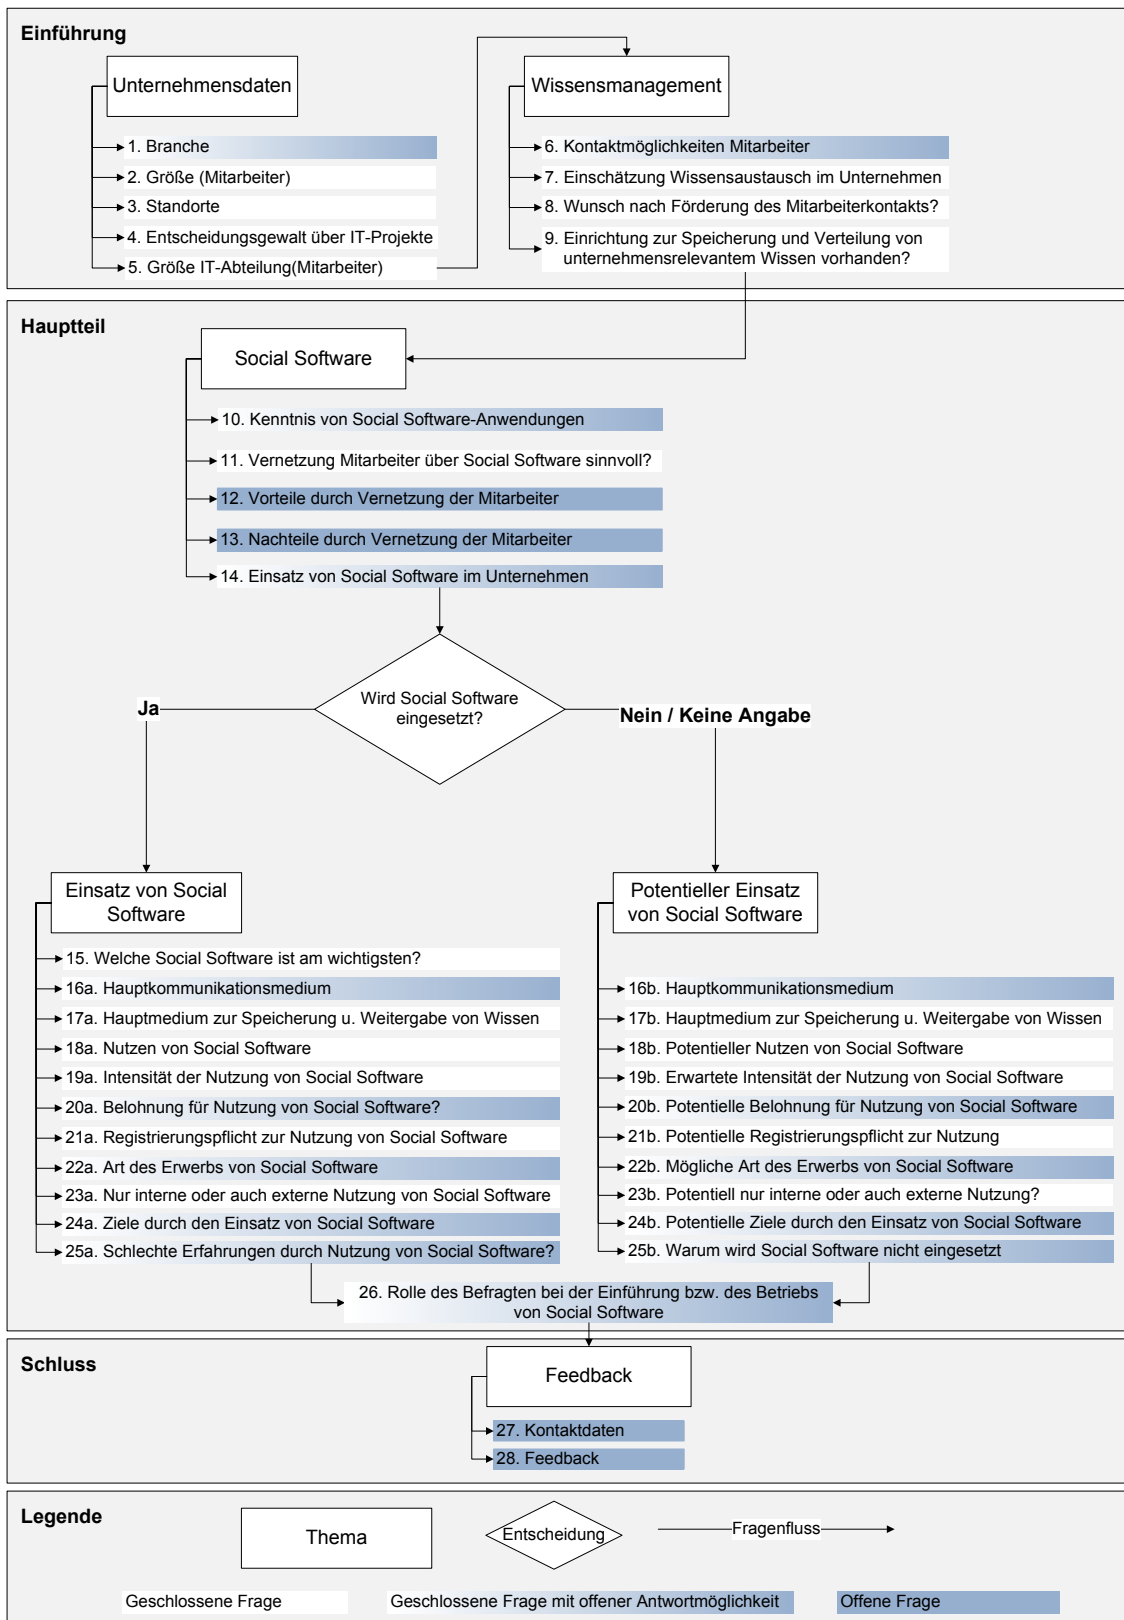 Einführung
Unternehmensdaten
1. Branche
2. Größe (Mitarbeiter)
3. Standorte
4. Entscheidungsgewalt über IT-Projekte
5. Größe IT-Abteilung(Mitarbeiter)
Wissensmanagement
6. Kontaktmöglichkeiten Mitarbeiter
7. Einschätzung Wissensaustausch im Unternehmen
8. Wunsch nach Förderung des Mitarbeiterkontakts?
9. Einrichtung zur Speicherung und Verteilung von
unternehmensrelevantem Wissen vorhanden?
Hauptteil
Social Software
10. Kenntnis von Social Software-Anwendungen
11. Vernetzung Mitarbeiter über Social Software sinnvoll?
12. Vorteile durch Vernetzung der Mitarbeiter
13. Nachteile durch Vernetzung der Mitarbeiter
14. Einsatz von Social Software im Unternehmen
Wird Social Software
eingesetzt?
Ja
Nein / Keine Angabe
Einsatz von Social
Software
15. Welche Social Software ist am wichtigsten?
16a. Hauptkommunikationsmedium
17a. Hauptmedium zur Speicherung u. Weitergabe von Wissen
18a. Nutzen von Social Software
19a. Intensität der Nutzung von Social Software
20a. Belohnung für Nutzung von Social Software?
21a. Registrierungspflicht zur Nutzung von Social Software
22a. Art des Erwerbs von Social Software
23a. Nur interne oder auch externe Nutzung von Social Software
24a. Ziele durch den Einsatz von Social Software
25a. Schlechte Erfahrungen durch Nutzung von Social Software?
Potentieller Einsatz
von Social Software
16b. Hauptkommunikationsmedium
17b. Hauptmedium zur Speicherung u. Weitergabe von Wissen
18b. Potentieller Nutzen von Social Software
19b. Erwartete Intensität der Nutzung von Social Software
20b. Potentielle Belohnung für Nutzung von Social Software
21b. Potentielle Registrierungspflicht zur Nutzung
22b. Mögliche Art des Erwerbs von Social Software
23b. Potentiell nur interne oder auch externe Nutzung?
24b. Potentielle Ziele durch den Einsatz von Social Software
25b. Warum wird Social Software nicht eingesetzt
26. Rolle des Befragten bei der Einführung bzw. des Betriebs
von Social Software
Schluss
Feedback
27. Kontaktdaten
28. Feedback
Legende
Thema
Entscheidung
Fragenfluss
Geschlossene Frage
Geschlossene Frage mit offener Antwortmöglichkeit
Offene Frage